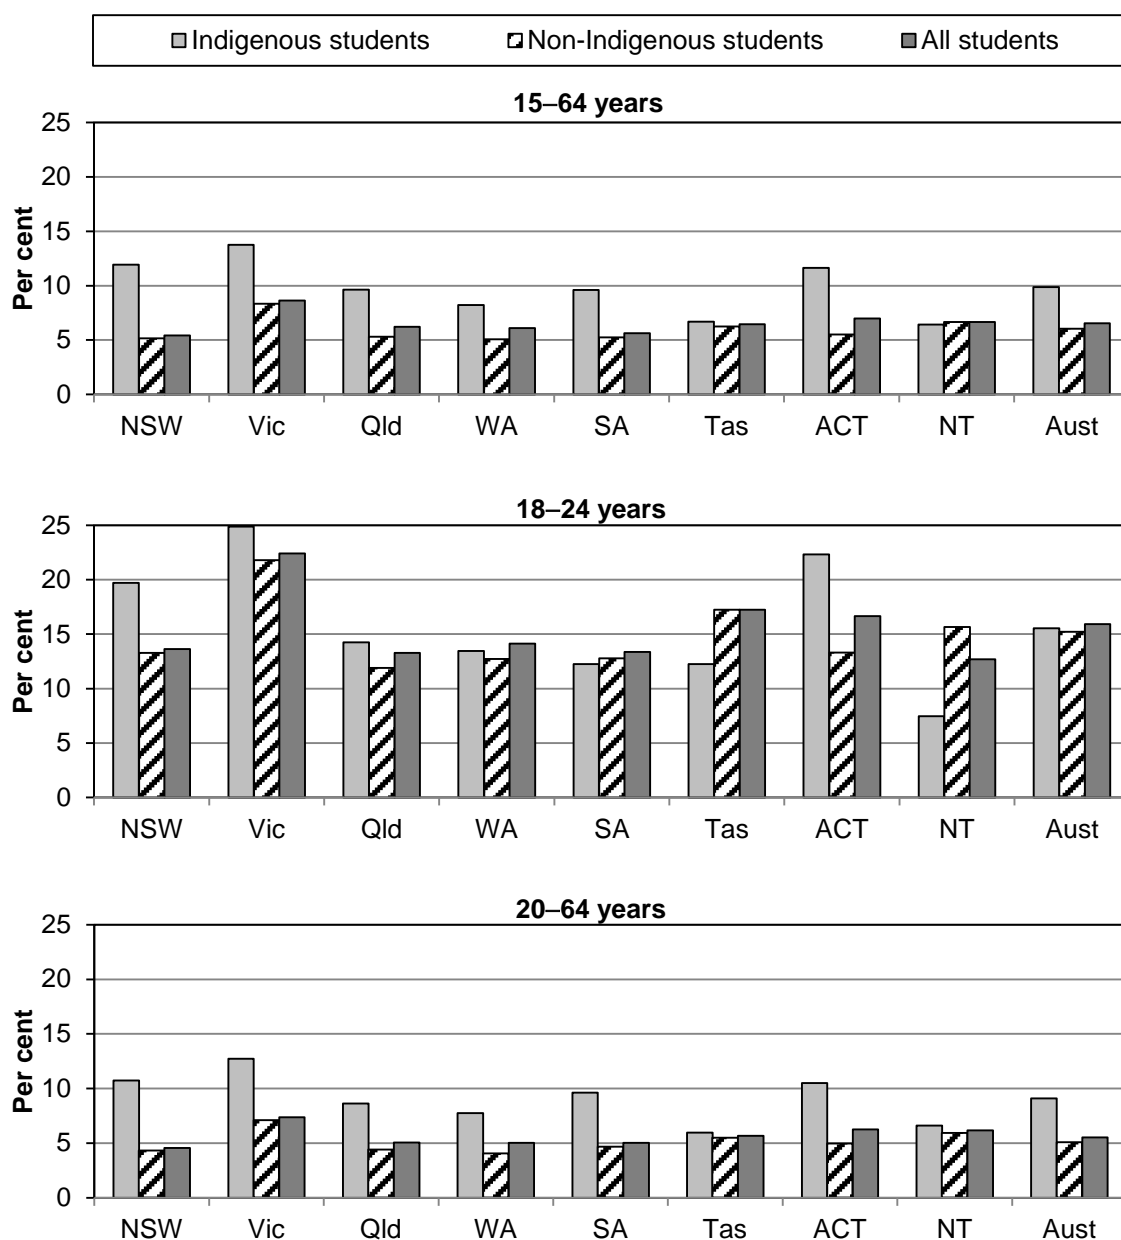 Indigenous students Non-Indigenous students All students
15–64 years
25
20
15
10
5
0
Per cent
NSW Vic Qld WA SA Tas ACT NT Aust
18–24 years
25
20
15
10
5
0
Per cent
NSW Vic Qld WA SA Tas ACT NT Aust
20–64 years
25
20
15
10
5
0
Per cent
NSW Vic Qld WA SA Tas ACT NT Aust